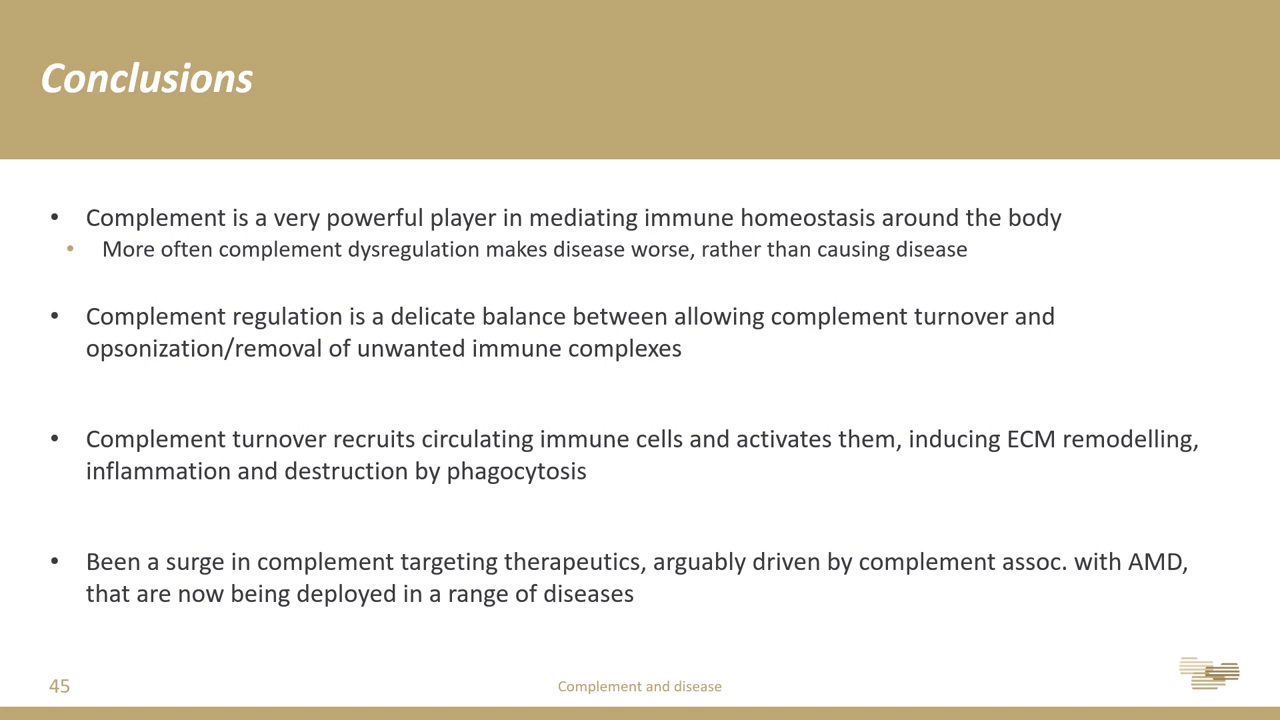 Conclusions
• Complement is a very powerful player in mediating immune homeostasis around the body
• More often complement dysregulation makes disease worse, rather than causing disease
• Complement regulation is a delicate balance between allowing complement turnover and
opsonization/removal of unwanted immune complexes
• Complement turnover recruits circulating immune cells and activates them, inducing ECM remodelling,
inflammation and destruction by phagocytosis
• Been a surge in complement targeting therapeutics, arguably driven by complement assoc. with AMD,
that are now being deployed in a range of diseases
45
Complement and disease